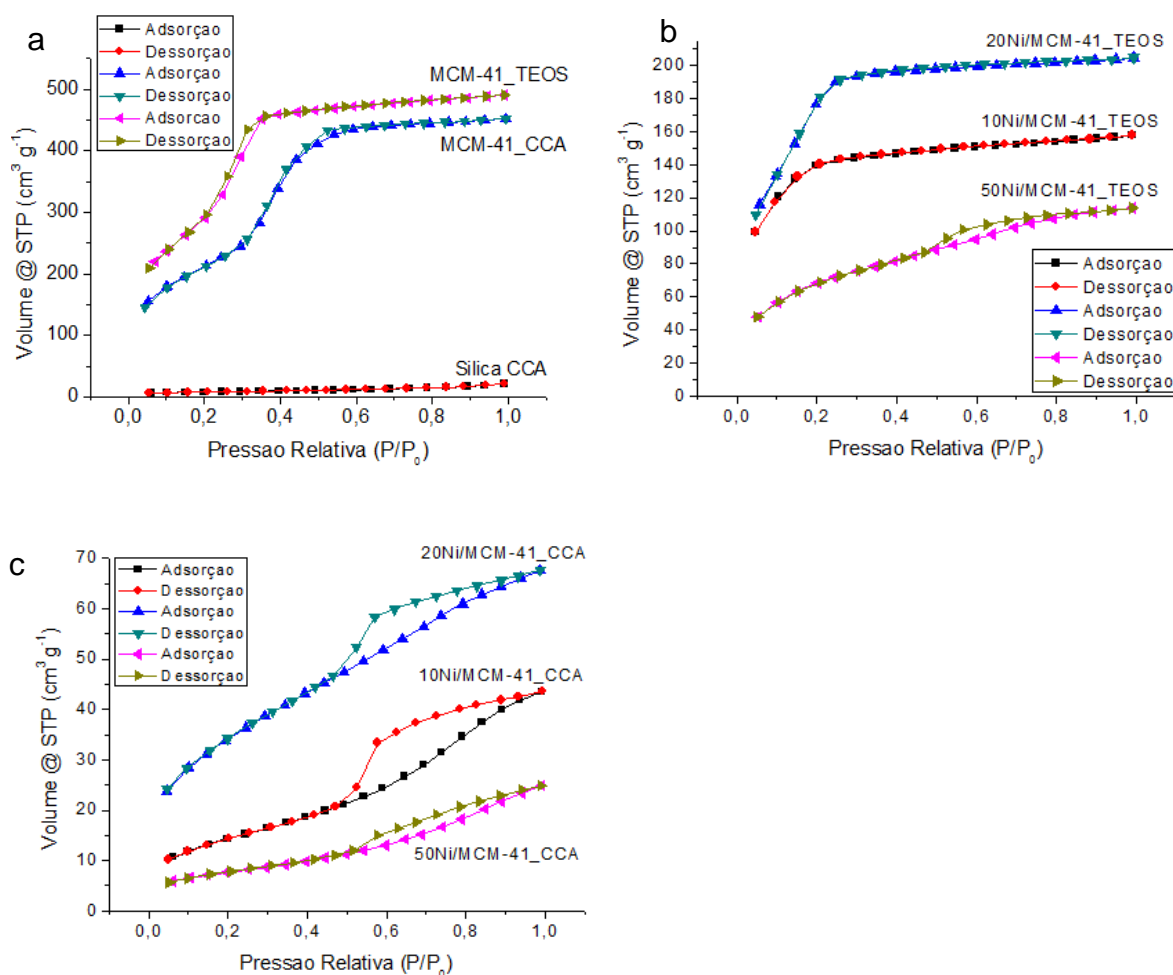 a
Adsorçao
Dessorçao
Adsorçao
Dessorçao
Adsorcao
Dessorçao
MCM-41_TEOS
MCM-41_CCA
Silica CCA
500
400
300
200
100
0
Volume @ STP (cm³ g⁻¹)
0,0 0,2 0,4 0,6 0,8 1,0
Pressao Relativa (P/P₀)
b
20Ni/MCM-41_TEOS
10Ni/MCM-41_TEOS
50Ni/MCM-41_TEOS
Adsorçao
Dessorçao
Adsorçao
Dessorçao
Adsorçao
Dessorçao
200
180
160
140
120
100
80
60
40
20
0
Volume @ STP (cm³ g⁻¹)
0,0 0,2 0,4 0,6 0,8 1,0
Pressao Relativa (P/P₀)
c
Adsorçao
Dessorçao
Adsorçao
Dessorçao
Adsorçao
Dessorçao
20Ni/MCM-41_CCA
10Ni/MCM-41_CCA
50Ni/MCM-41_CCA
70
60
50
40
30
20
10
0
Volume @ STP (cm³ g⁻¹)
0,0 0,2 0,4 0,6 0,8 1,0
Pressao Relativa (P/P₀)